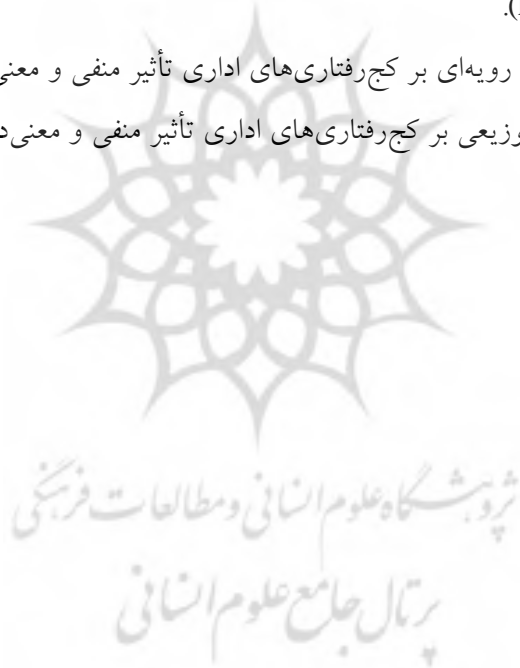 ).
رویه‌ای بر کج‌رفتاری‌های اداری تأثیر منفی و معنی
وزیعی بر کج‌رفتاری‌های اداری تأثیر منفی و معنی‌د
پژوهشگاه علوم انسانی و مطالعات فرهنگی
پرتال جامع علوم انسانی